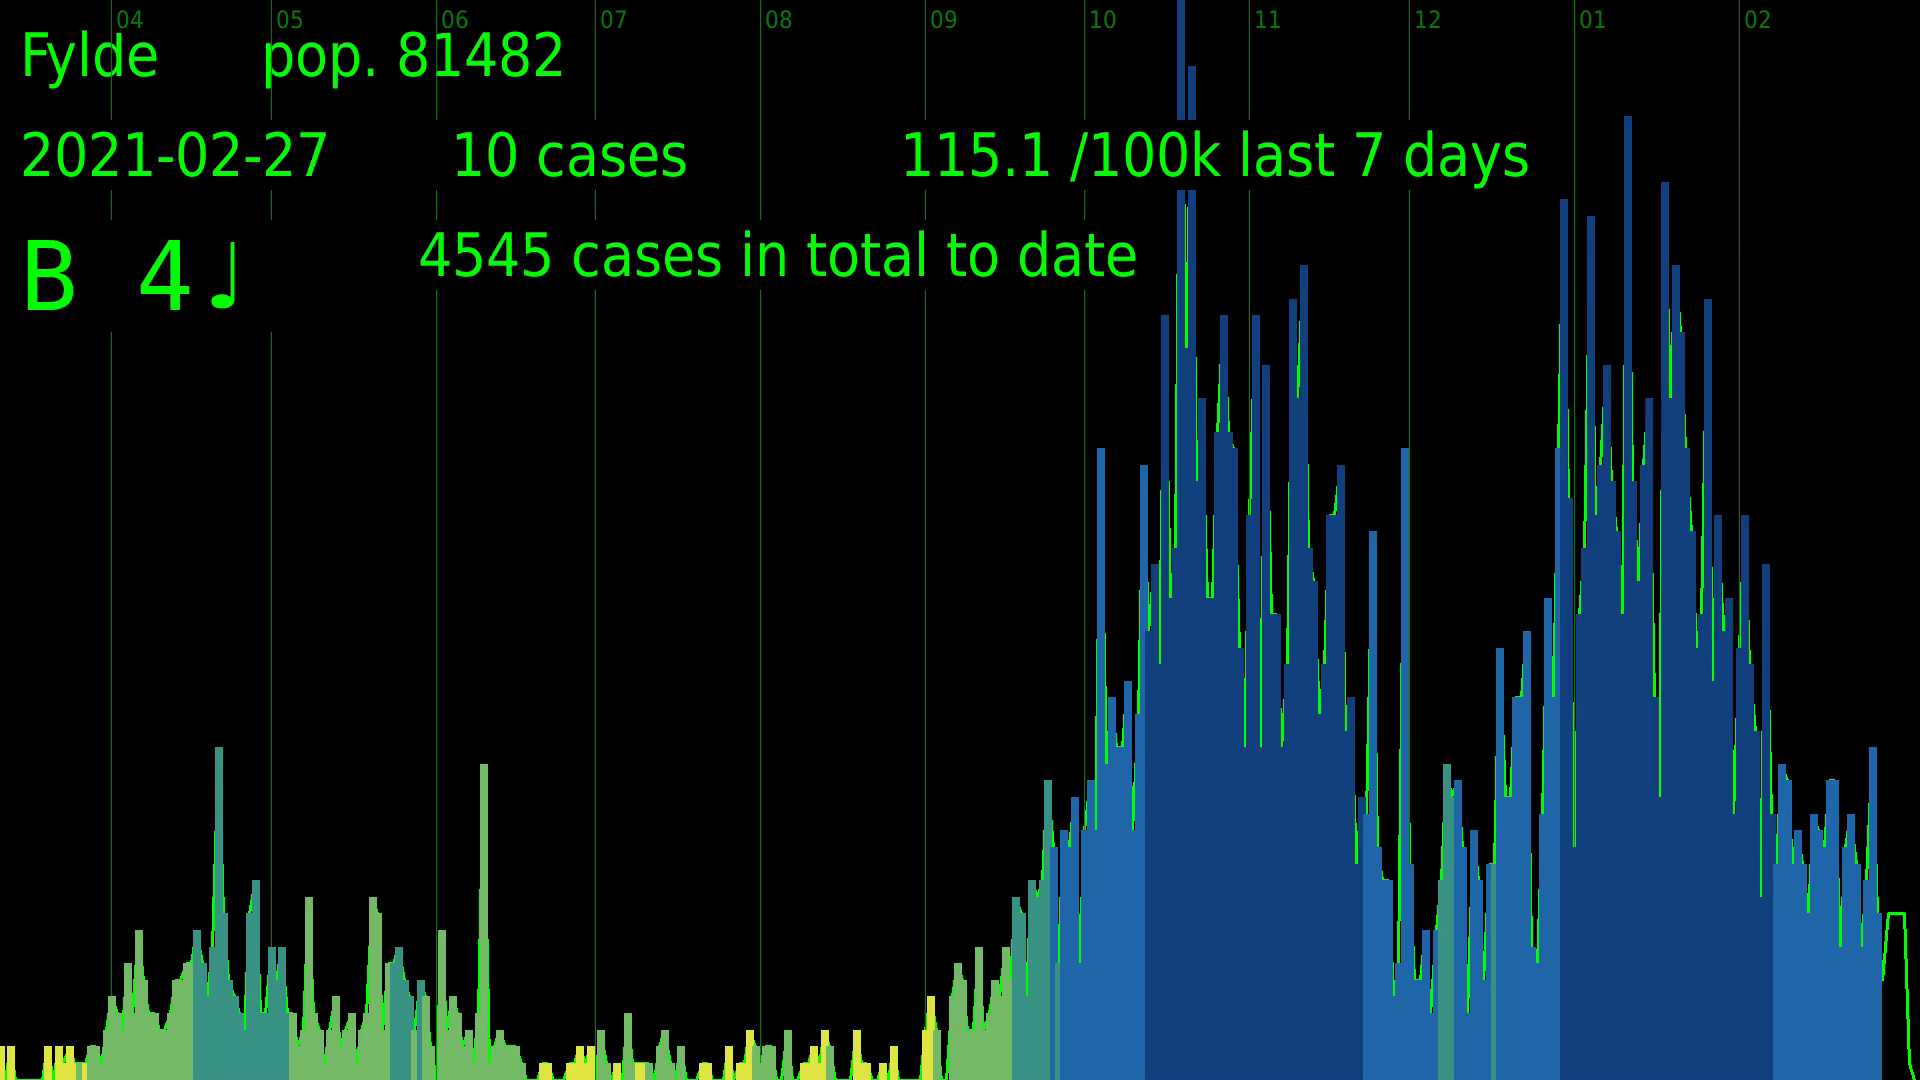 04 05 06 07 08 09 10 11 12 01 02
Fylde pop. 81482
2021-02-27 10 cases 115.1 /100k last 7 days
B 4♩ 4545 cases in total to date